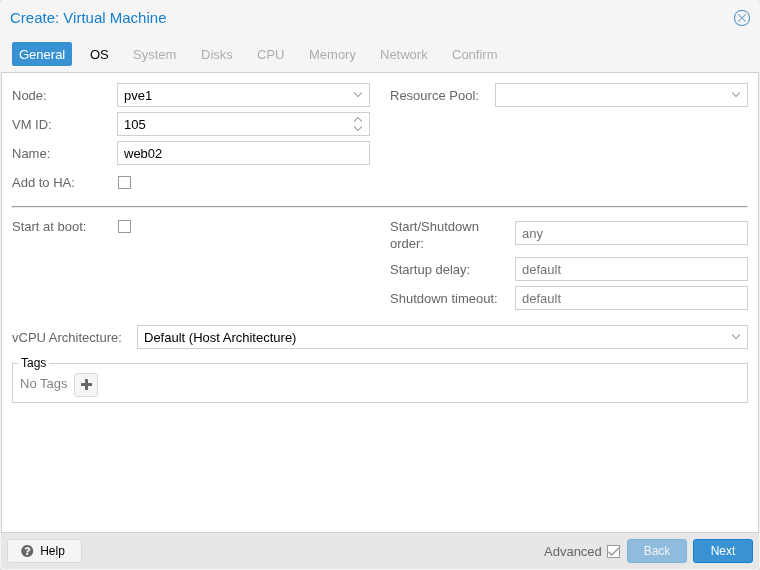 Create: Virtual Machine
General OS System Disks CPU Memory Network Confirm
Node: pve1 Resource Pool:
VM ID: 105
Name: web02
Add to HA:
Start at boot: Start/Shutdown order: any
Startup delay: default
Shutdown timeout: default
vCPU Architecture: Default (Host Architecture)
Tags
No Tags
Help Advanced Back Next